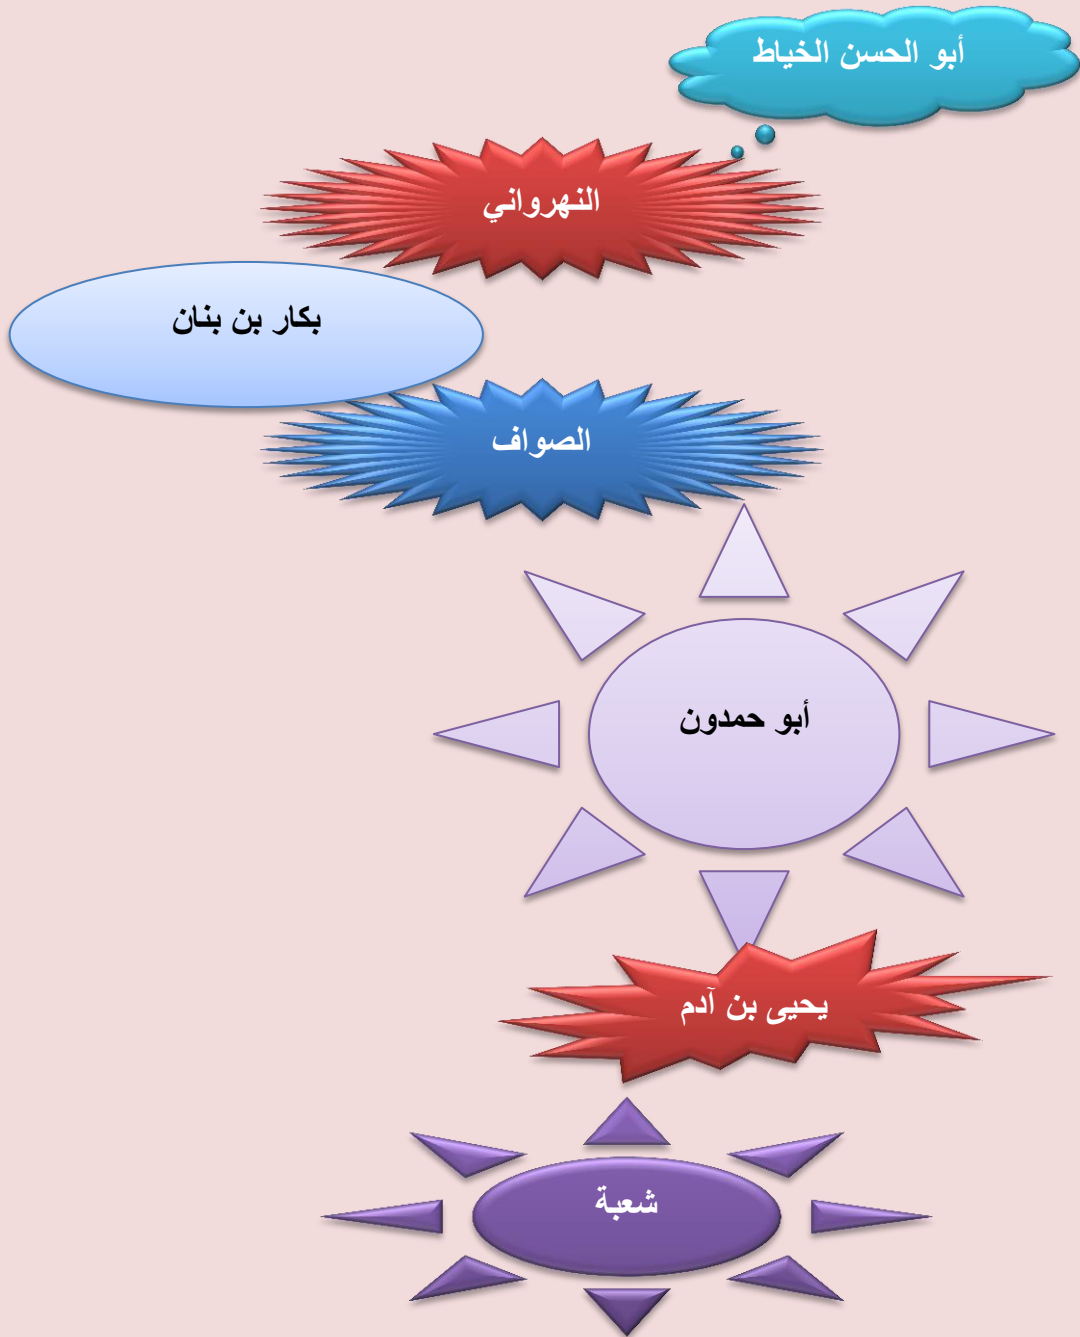 أبو الحسن الخياط
النهرواني
بكار بن بنان
الصواف
أبو حمدون
يحيى بن آدم
شعبة